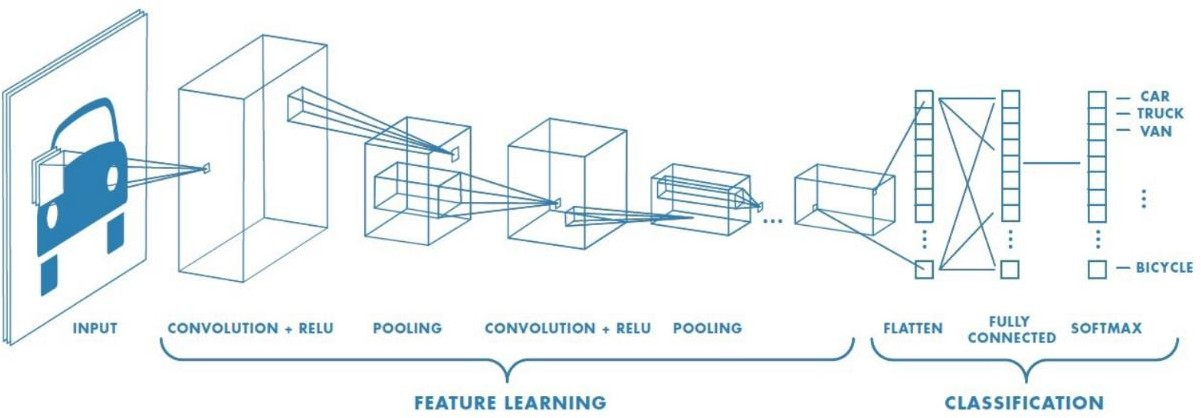 CAR
TRUCK
VAN
BICYCLE
INPUT
CONVOLUTION + RELU
POOLING
CONVOLUTION + RELU
POOLING
FLATTEN
FULLY
CONNECTED
SOFTMAX
FEATURE LEARNING
CLASSIFICATION